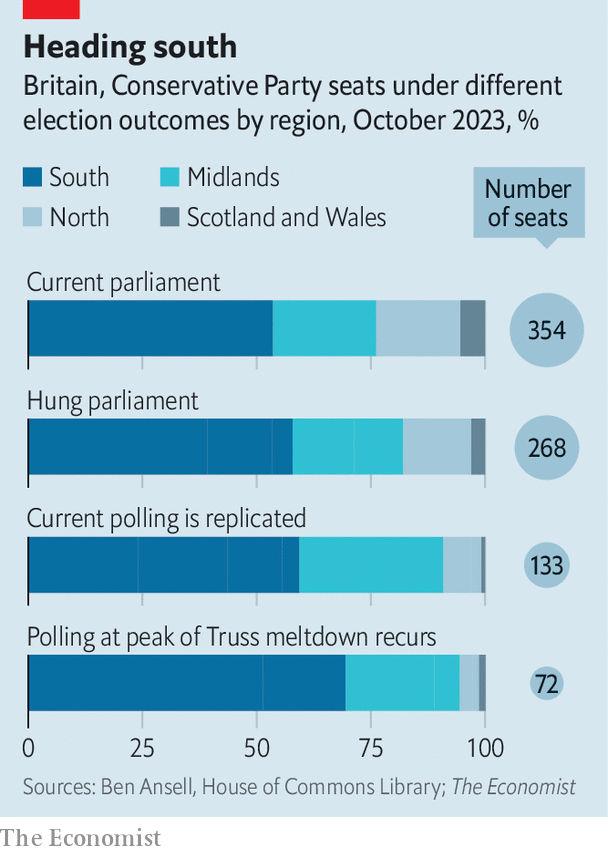 Heading south
Britain, Conservative Party seats under different
election outcomes by region, October 2023, %
South
Midlands
North
Scotland and Wales
Number
of seats
Current parliament
354
Hung parliament
268
Current polling is replicated
133
Polling at peak of Truss meltdown recurs
72
0 25 50 75 100
Sources: Ben Ansell, House of Commons Library; The Economist
The Economist